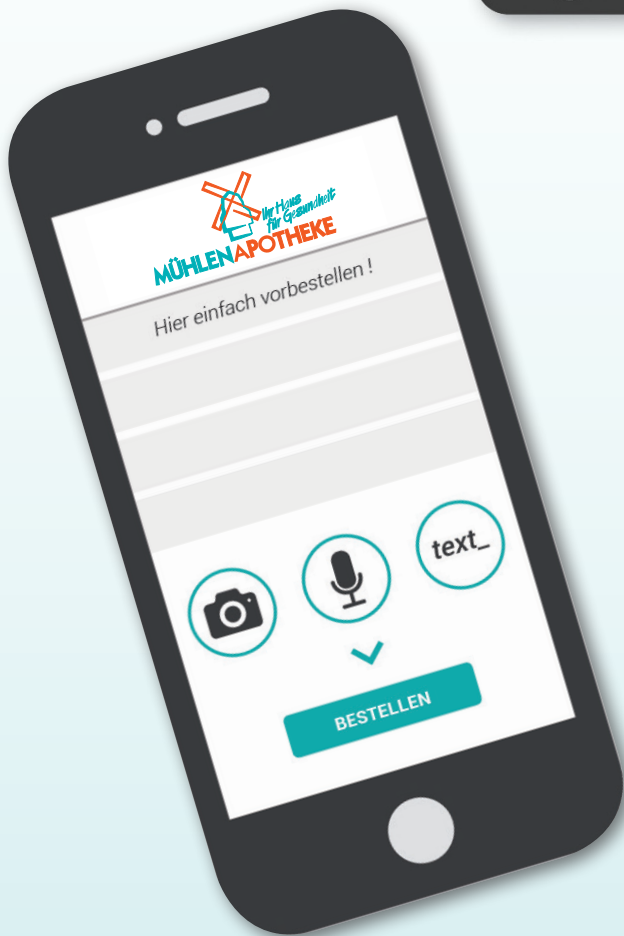 Ihr Haus
für Gesundheit
MÜHLENAPOTHEKE
Hier einfach vorbestellen !
text_
BESTELLEN